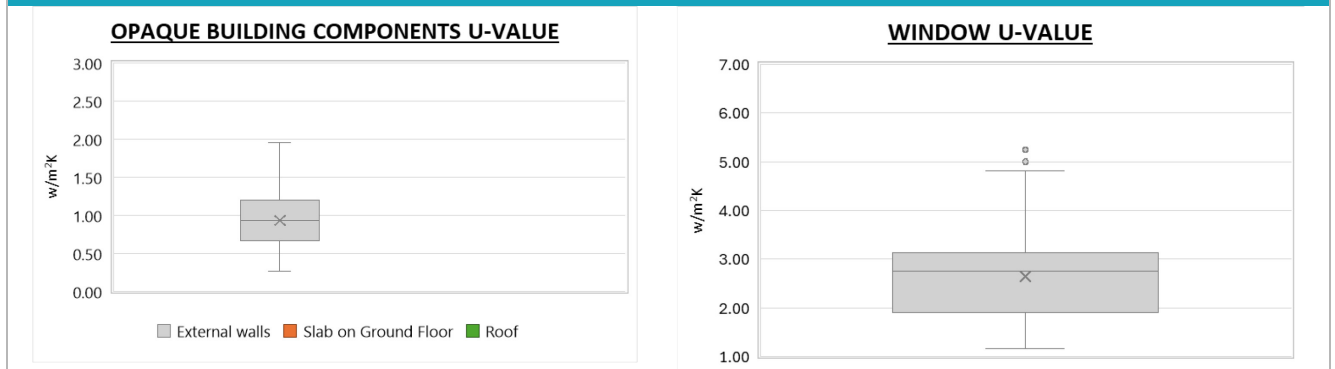 OPAQUE BUILDING COMPONENTS U-VALUE
3.00
2.50
2.00
1.50
1.00
0.50
0.00
w/m²K
External walls Slab on Ground Floor Roof
WINDOW U-VALUE
7.00
6.00
5.00
4.00
3.00
2.00
1.00
w/m²K